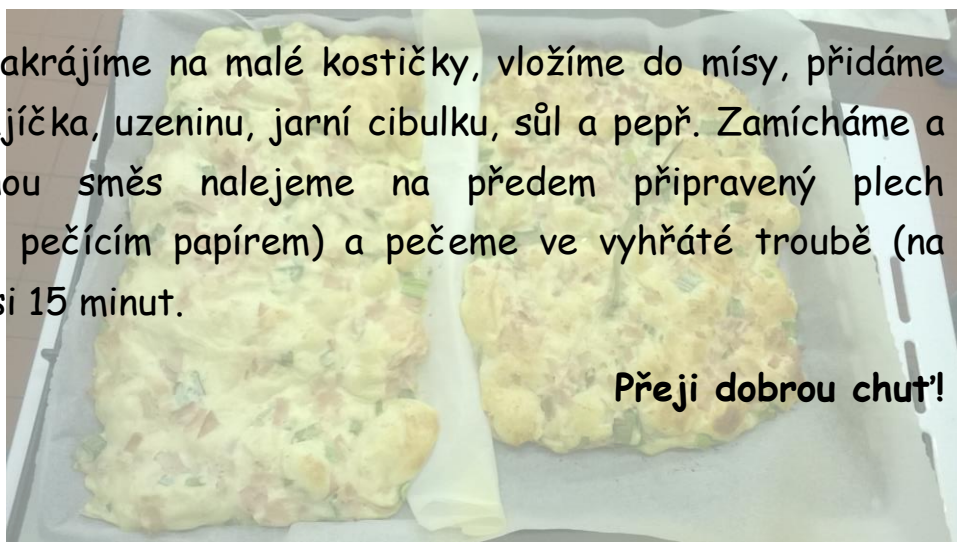 akrájíme na malé kostičky, vložíme do mísy, přidáme
jíčka, uzeninu, jarní cibulku, sůl a pepř. Zamícháme a
ou směs nalejeme na předem připravený plech
pečícím papírem) a pečeme ve vyhřáté troubě (na
si 15 minut.
Přeji dobrou chuť!